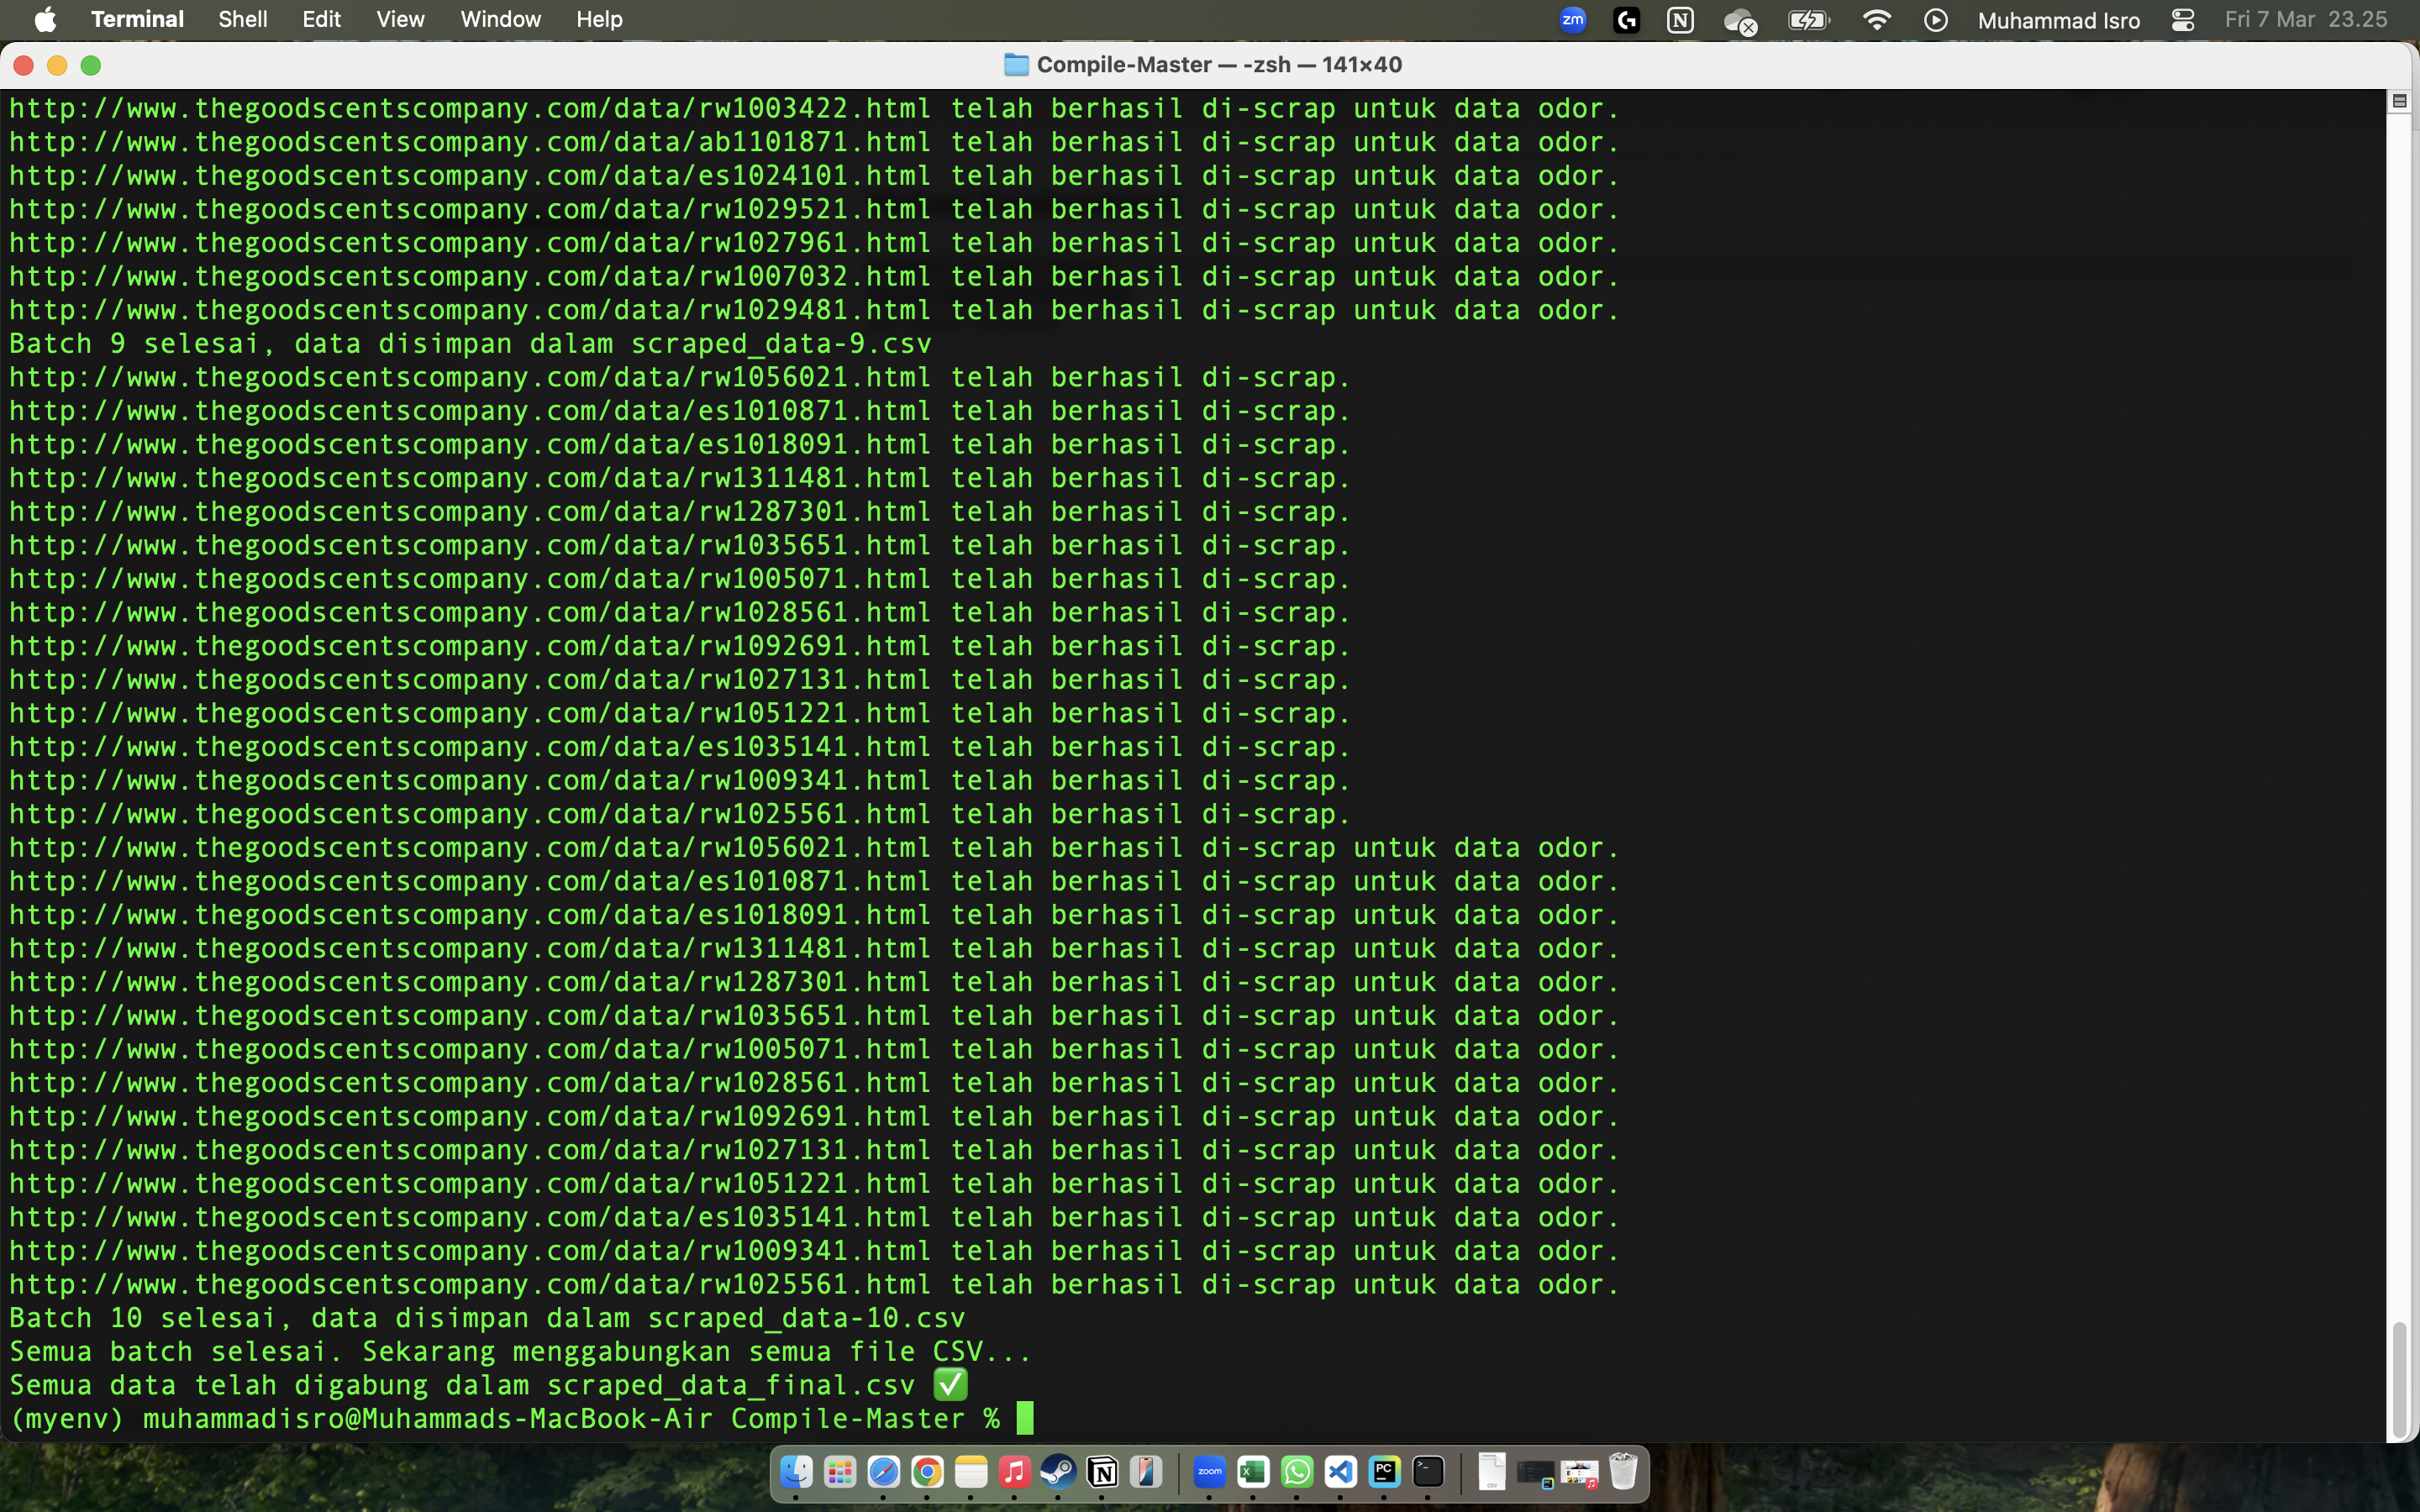 Terminal Shell Edit View Window Help zm Muhammad Isro Fri 7 Mar 23.25
Compile-Master — -zsh — 141×40
http://www.thegoodscentscompany.com/data/rw1003422.html telah berhasil di-scrap untuk data odor.
http://www.thegoodscentscompany.com/data/ab1101871.html telah berhasil di-scrap untuk data odor.
http://www.thegoodscentscompany.com/data/es1024101.html telah berhasil di-scrap untuk data odor.
http://www.thegoodscentscompany.com/data/rw1029521.html telah berhasil di-scrap untuk data odor.
http://www.thegoodscentscompany.com/data/rw1027961.html telah berhasil di-scrap untuk data odor.
http://www.thegoodscentscompany.com/data/rw1007032.html telah berhasil di-scrap untuk data odor.
http://www.thegoodscentscompany.com/data/rw1029481.html telah berhasil di-scrap untuk data odor.
Batch 9 selesai, data disimpan dalam scraped_data-9.csv
http://www.thegoodscentscompany.com/data/rw1056021.html telah berhasil di-scrap.
http://www.thegoodscentscompany.com/data/es1010871.html telah berhasil di-scrap.
http://www.thegoodscentscompany.com/data/es1018091.html telah berhasil di-scrap.
http://www.thegoodscentscompany.com/data/rw1311481.html telah berhasil di-scrap.
http://www.thegoodscentscompany.com/data/rw1287301.html telah berhasil di-scrap.
http://www.thegoodscentscompany.com/data/rw1035651.html telah berhasil di-scrap.
http://www.thegoodscentscompany.com/data/rw1005071.html telah berhasil di-scrap.
http://www.thegoodscentscompany.com/data/rw1028561.html telah berhasil di-scrap.
http://www.thegoodscentscompany.com/data/rw1092691.html telah berhasil di-scrap.
http://www.thegoodscentscompany.com/data/rw1027131.html telah berhasil di-scrap.
http://www.thegoodscentscompany.com/data/rw1051221.html telah berhasil di-scrap.
http://www.thegoodscentscompany.com/data/es1035141.html telah berhasil di-scrap.
http://www.thegoodscentscompany.com/data/rw1009341.html telah berhasil di-scrap.
http://www.thegoodscentscompany.com/data/rw1025561.html telah berhasil di-scrap.
http://www.thegoodscentscompany.com/data/rw1056021.html telah berhasil di-scrap untuk data odor.
http://www.thegoodscentscompany.com/data/es1010871.html telah berhasil di-scrap untuk data odor.
http://www.thegoodscentscompany.com/data/es1018091.html telah berhasil di-scrap untuk data odor.
http://www.thegoodscentscompany.com/data/rw1311481.html telah berhasil di-scrap untuk data odor.
http://www.thegoodscentscompany.com/data/rw1287301.html telah berhasil di-scrap untuk data odor.
http://www.thegoodscentscompany.com/data/rw1035651.html telah berhasil di-scrap untuk data odor.
http://www.thegoodscentscompany.com/data/rw1005071.html telah berhasil di-scrap untuk data odor.
http://www.thegoodscentscompany.com/data/rw1028561.html telah berhasil di-scrap untuk data odor.
http://www.thegoodscentscompany.com/data/rw1092691.html telah berhasil di-scrap untuk data odor.
http://www.thegoodscentscompany.com/data/rw1027131.html telah berhasil di-scrap untuk data odor.
http://www.thegoodscentscompany.com/data/rw1051221.html telah berhasil di-scrap untuk data odor.
http://www.thegoodscentscompany.com/data/es1035141.html telah berhasil di-scrap untuk data odor.
http://www.thegoodscentscompany.com/data/rw1009341.html telah berhasil di-scrap untuk data odor.
http://www.thegoodscentscompany.com/data/rw1025561.html telah berhasil di-scrap untuk data odor.
Batch 10 selesai, data disimpan dalam scraped_data-10.csv
Semua batch selesai. Sekarang menggabungkan semua file CSV...
Semua data telah digabung dalam scraped_data_final.csv ✅
(myenv) muhammadisro@Muhammads-MacBook-Air Compile-Master %
zoom PC CSV